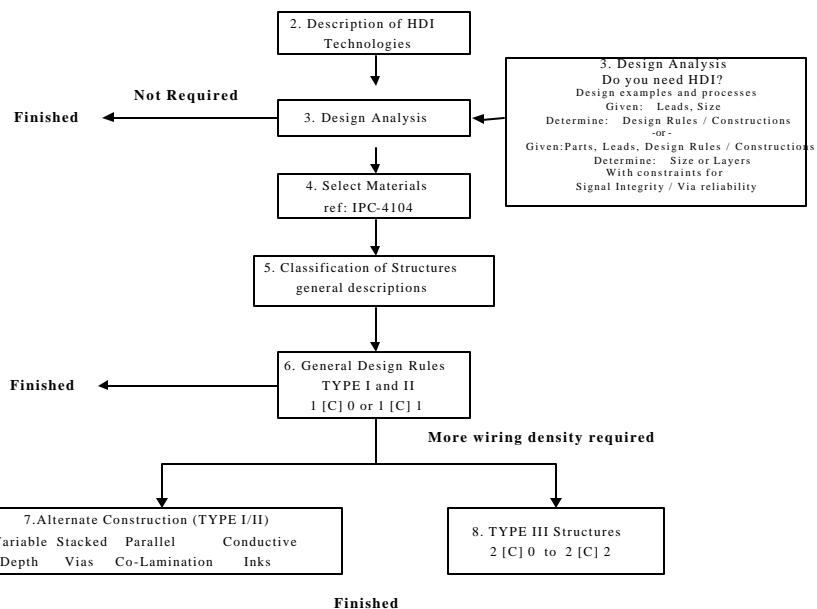 2. Description of HDI
Technologies
3. Design Analysis
Do you need HDI?
Design examples and processes
Given: Leads, Size
Determine: Design Rules / Constructions
-or -
Given:Parts, Leads, Design Rules / Constructions
Determine: Size or Layers
With constraints for
Signal Integrity / Via reliability
Not Required
Finished
3. Design Analysis
4. Select Materials
ref: IPC-4104
5. Classification of Structures
general descriptions
6. General Design Rules
TYPE I and II
1 [C] 0 or 1 [C] 1
Finished
More wiring density required
7.Alternate Construction (TYPE I/II)
ariable Stacked Parallel Conductive
Depth Vias Co-Lamination Inks
8. TYPE III Structures
2 [C] 0 to 2 [C] 2
Finished